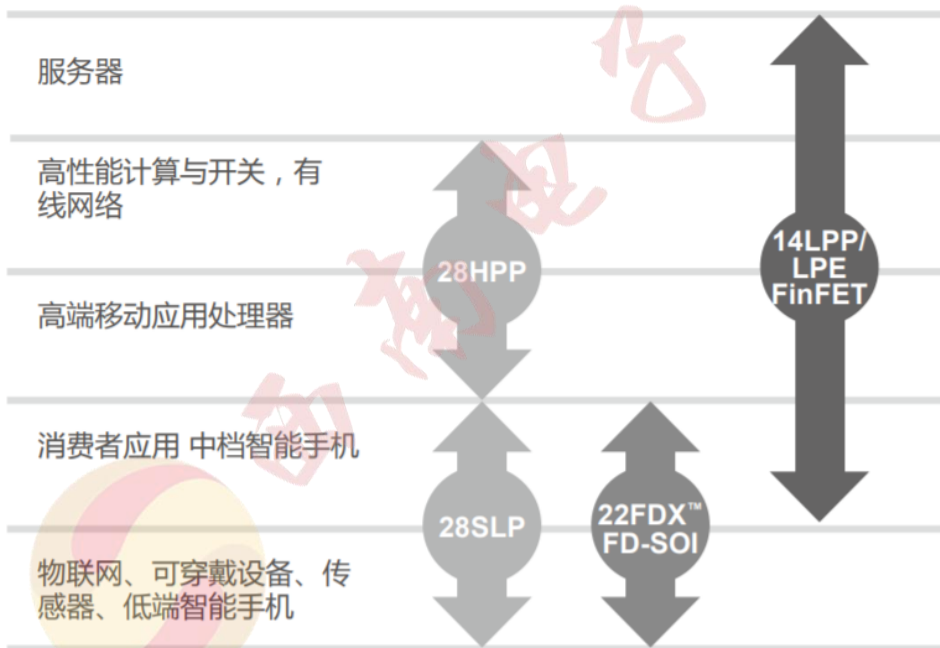 服务器
高性能计算与开关，有
线网络
28HPP
14LPP/
LPE
FinFET
高端移动应用处理器
消费者应用 中档智能手机
28SLP
22FDX™
FD-SOI
物联网、可穿戴设备、传
感器、低端智能手机